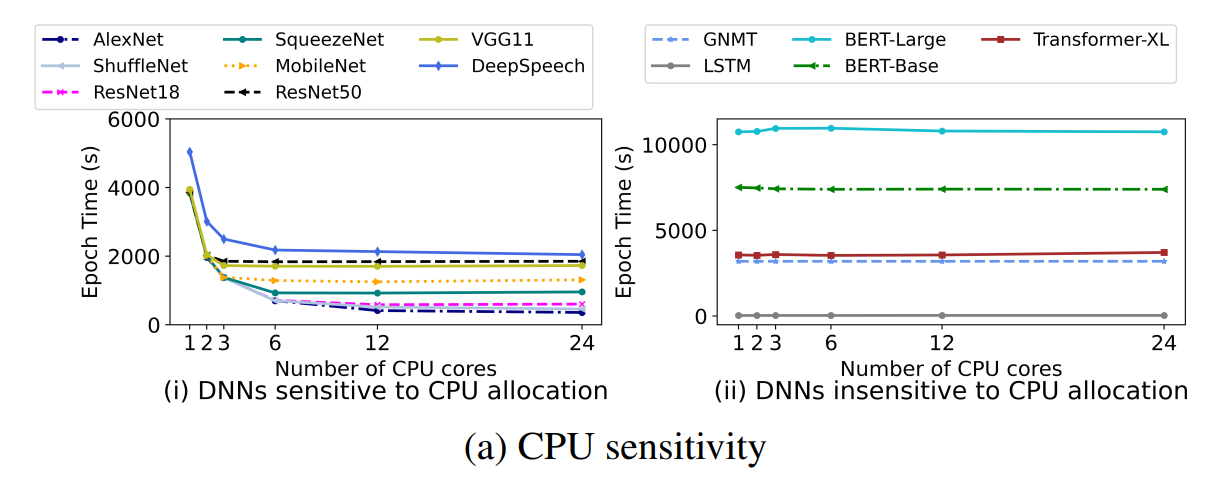 AlexNet SqueezeNet VGG11
ShuffleNet MobileNet DeepSpeech
ResNet18 ResNet50
6000
4000
2000
0
Epoch Time (s)
1 2 3 6 12 24
Number of CPU cores
(i) DNNs sensitive to CPU allocation
GNMT BERT-Large Transformer-XL
LSTM BERT-Base
10000
5000
0
Epoch Time (s)
1 2 3 6 12 24
Number of CPU cores
(ii) DNNs insensitive to CPU allocation
(a) CPU sensitivity